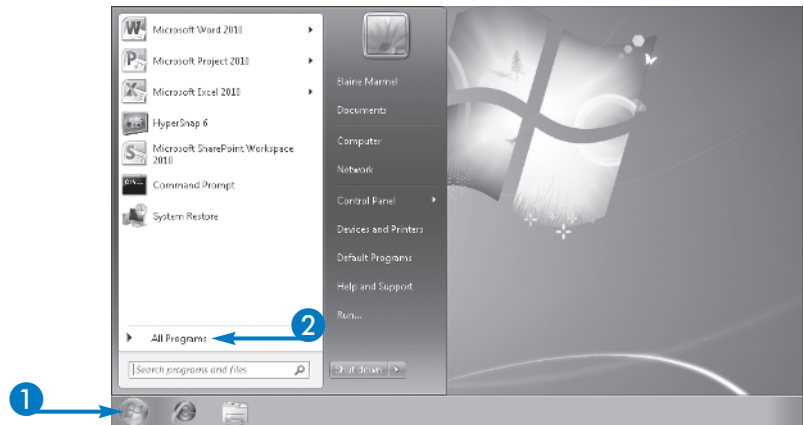 Microsoft Word 2010
Microsoft Project 2010
Microsoft Excel 2010
HyperSnap 6
Microsoft SharePoint Workspace
2010
Command Prompt
System Restore
All Programs
2
Search programs and files
1
Elaine Marmel
Documents
Computer
Network
Control Panel
Devices and Printers
Default Programs
Help and Support
Run...
Shut down